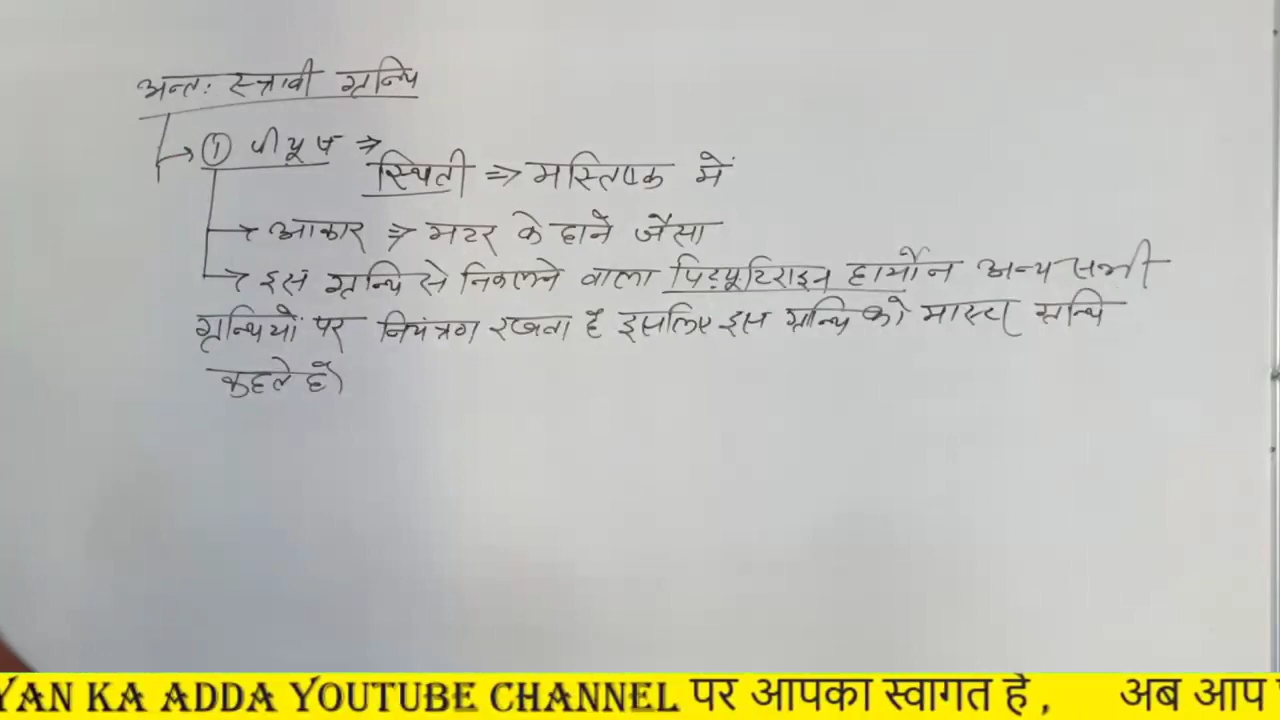 अन्तः स्त्रावी ग्रन्थि
① पीयूष ⇒
स्थिती ⇒ मस्तिष्क में
→ आकार ⇒ मटर के दाने जैसा
→ इस ग्रन्थि से निकलने वाला पिट्यूटिराइन हार्मोन अन्य सभी
ग्रन्थियों पर नियंत्रण रखता है इसलिए इस ग्रन्थि को मास्टर ग्रन्थि
कहते हैं।
YAN KA ADDA YOUTUBE CHANNEL पर आपका स्वागत है , अब आप